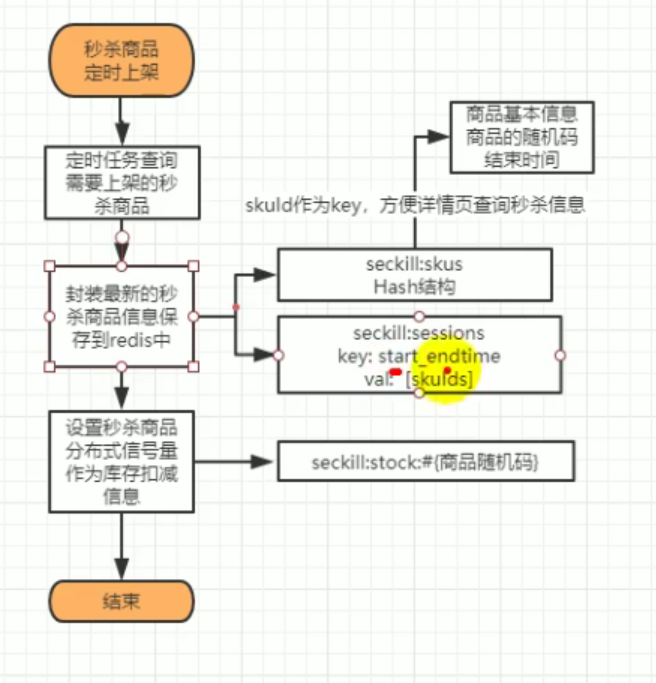 秒杀商品
定时上架
商品基本信息
商品的随机码
结束时间
定时任务查询
需要上架的秒
杀商品
skuId作为key，方便详情页查询秒杀信息
seckill:skus
Hash结构
封装最新的秒
杀商品信息保
存到redis中
seckill:sessions
key: start_endtime
val: [skuIds]
设置秒杀商品
分布式信号量
作为库存扣减
信息
seckill:stock:#{商品随机码}
结束